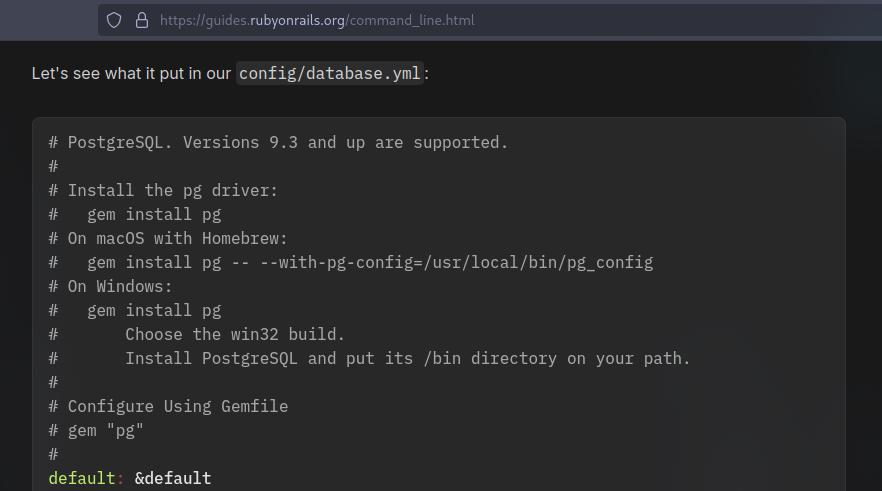 https://guides.rubyonrails.org/command_line.html
Let's see what it put in our config/database.yml:
# PostgreSQL. Versions 9.3 and up are supported.
#
# Install the pg driver:
#   gem install pg
# On macOS with Homebrew:
#   gem install pg -- --with-pg-config=/usr/local/bin/pg_config
# On Windows:
#   gem install pg
#       Choose the win32 build.
#       Install PostgreSQL and put its /bin directory on your path.
#
# Configure Using Gemfile
# gem "pg"
#
default: &default